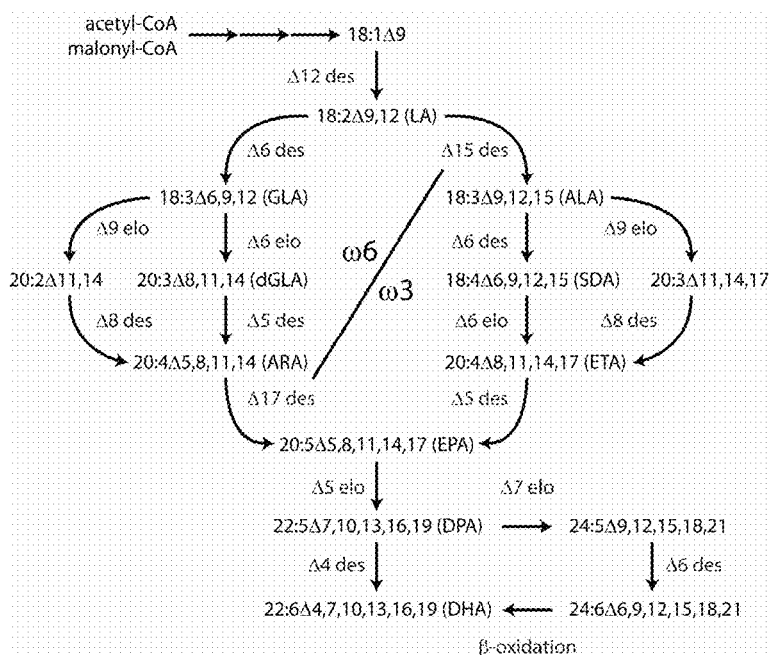 acetyl-CoA
malonyl-CoA
18:1Δ9
Δ12 des
18:2Δ9,12 (LA)
Δ6 des
Δ15 des
18:3Δ6,9,12 (GLA)
18:3Δ9,12,15 (ALA)
Δ9 elo
Δ6 elo
Δ6 des
Δ9 elo
ω6
ω3
20:2Δ11,14
20:3Δ8,11,14 (dGLA)
18:4Δ6,9,12,15 (SDA)
20:3Δ11,14,17
Δ8 des
Δ5 des
Δ6 elo
Δ8 des
20:4Δ5,8,11,14 (ARA)
20:4Δ8,11,14,17 (ETA)
Δ17 des
Δ5 des
20:5Δ5,8,11,14,17 (EPA)
Δ5 elo
Δ7 elo
22:5Δ7,10,13,16,19 (DPA)
24:5Δ9,12,15,18,21
Δ4 des
Δ6 des
22:6Δ4,7,10,13,16,19 (DHA)
24:6Δ6,9,12,15,18,21
β-oxidation